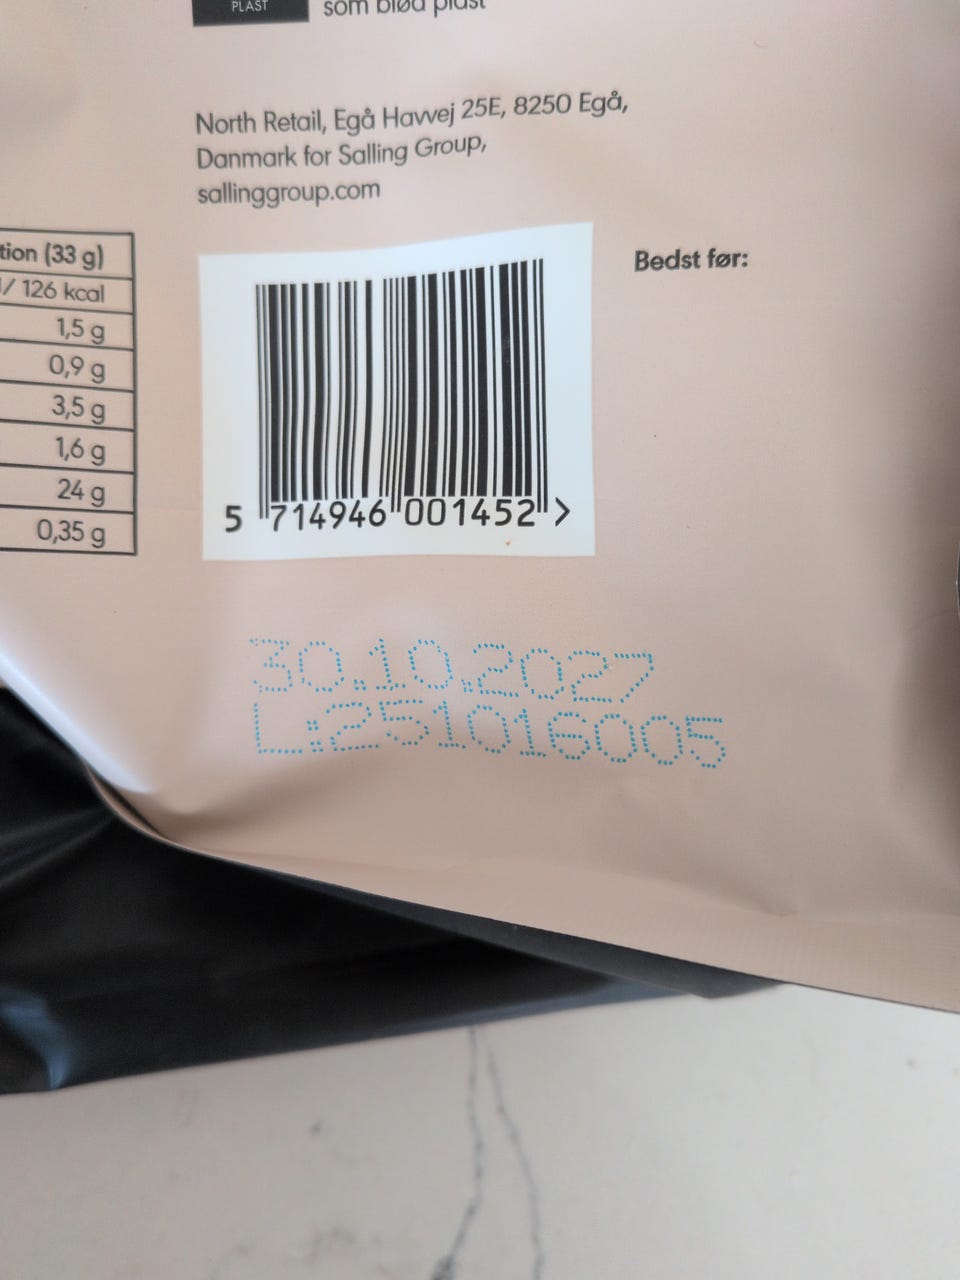 PLAST
som blød plast
North Retail, Egå Havvej 25E, 8250 Egå,
Danmark for Salling Group,
sallinggroup.com
tion (33 g)
/ 126 kcal
1,5 g
0,9 g
3,5 g
1,6 g
24 g
0,35 g
Bedst før:
5 714946 001452 >
30.10.2027
L:251016005